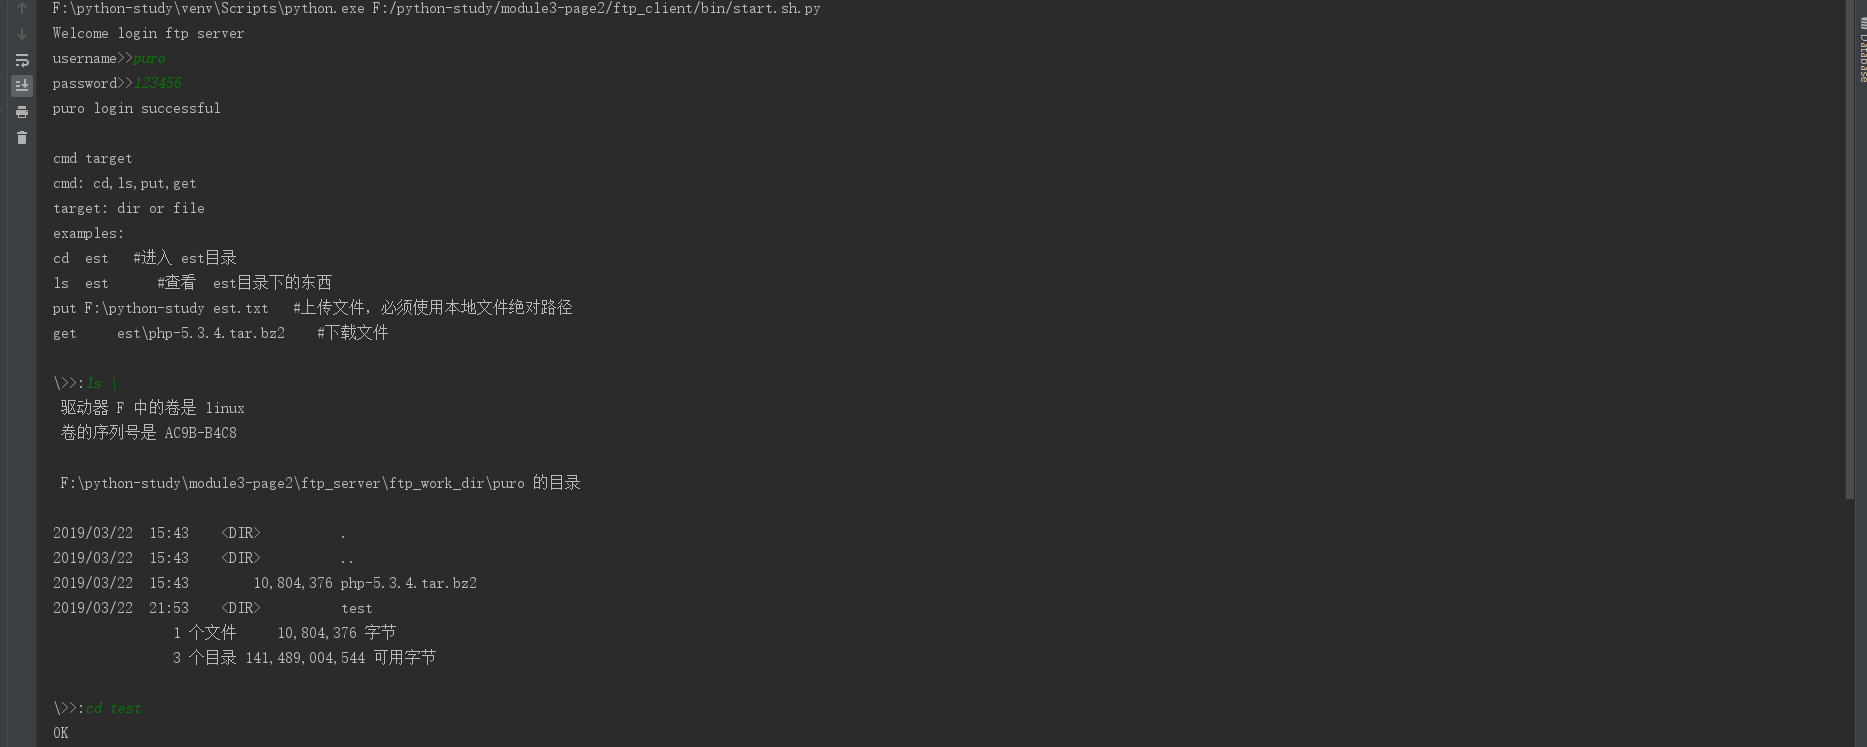 F:\python-study\venv\Scripts\python.exe F:/python-study/module3-page2/ftp_client/bin/start.sh.py
Welcome login ftp server
username>>puro
password>>123456
puro login successful
cmd target
cmd: cd,ls,put,get
target: dir or file
examples:
cd  est   #进入 est目录
ls  est      #查看  est目录下的东西
put F:\python-study est.txt   #上传文件，必须使用本地文件绝对路径
get     est\php-5.3.4.tar.bz2    #下载文件
\>>:ls \
驱动器 F 中的卷是 linux
卷的序列号是 AC9B-B4C8
F:\python-study\module3-page2\ftp_server\ftp_work_dir\puro 的目录
2019/03/22  15:43    <DIR>          .
2019/03/22  15:43    <DIR>          ..
2019/03/22  15:43        10,804,376 php-5.3.4.tar.bz2
2019/03/22  21:53    <DIR>          test
1 个文件     10,804,376 字节
3 个目录 141,489,004,544 可用字节
\>>:cd test
OK
Database